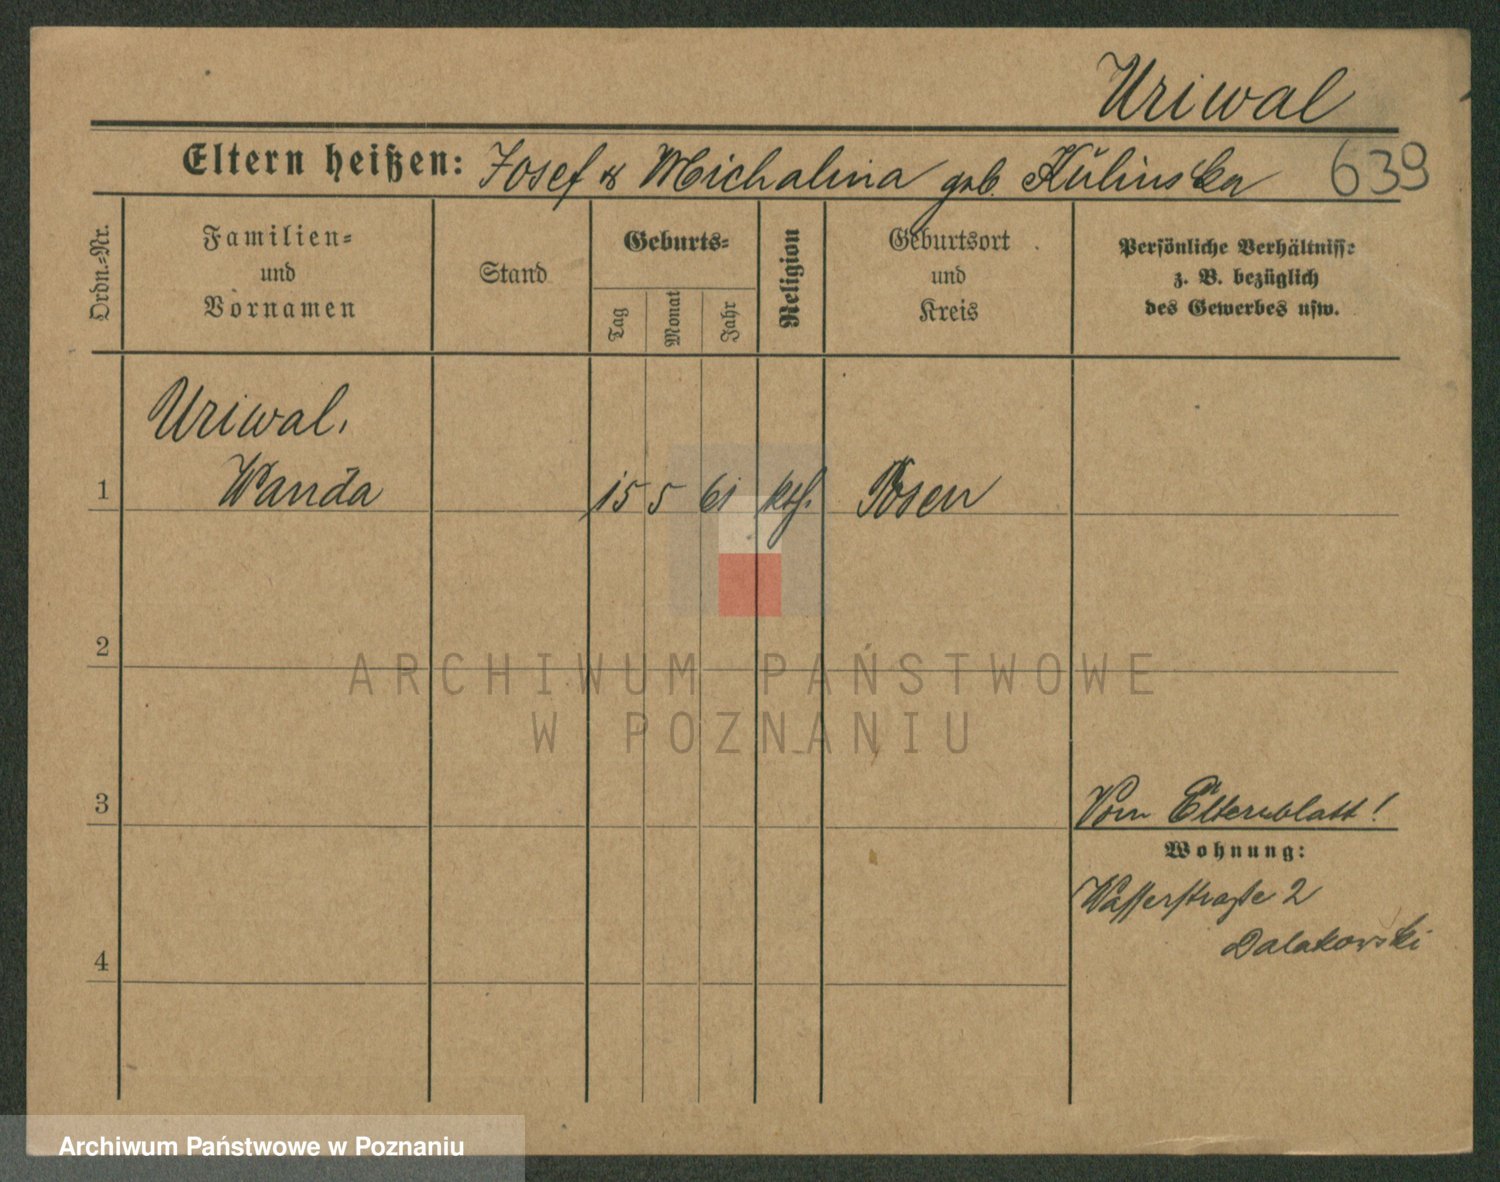 Uriwal
Eltern heißen: Josef & Michalina geb. Kulinska
639
Ordn.-Nr.
Familien-
und
Vornamen
Stand
Geburts-
Tag
Monat
Jahr
Religion
Geburtsort
und
Kreis
Persönliche Verhältnisse
z. B. bezüglich
des Gewerbes usw.
Uriwal,
1 Wanda 15 5 61 kth. Posen
2
ARCHIWUM PAŃSTWOWE
W POZNANIU
3
Vom Elternblatt!
Wohnung:
Wasserstraße 2
Dalakowski
4
Archiwum Państwowe w Poznaniu